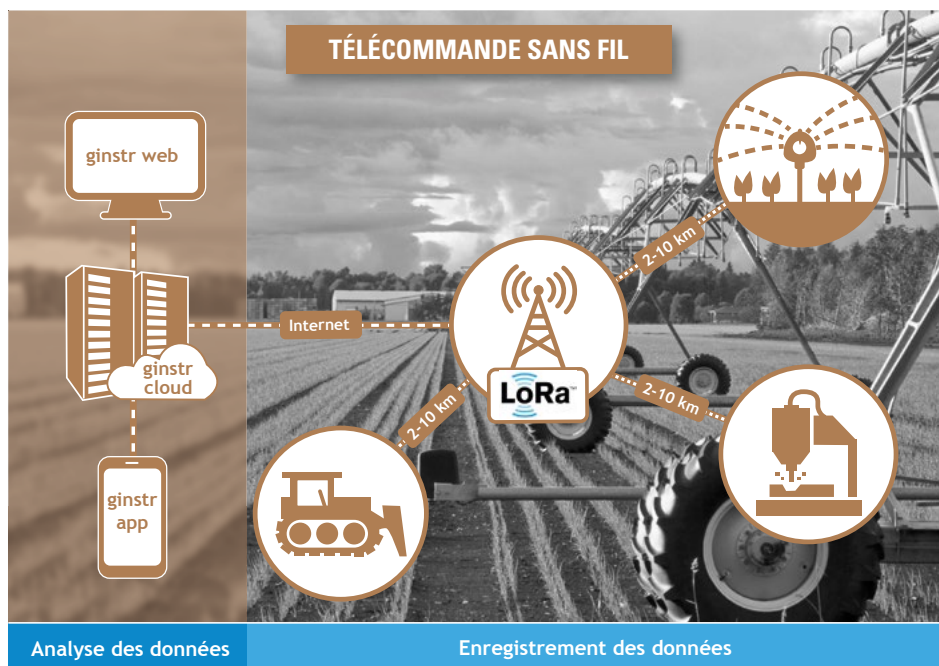 TÉLÉCOMMANDE SANS FIL
ginstr web
2-10 km
Internet
ginstr
cloud
LoRa™
2-10 km
2-10 km
ginstr
app
Analyse des données
Enregistrement des données